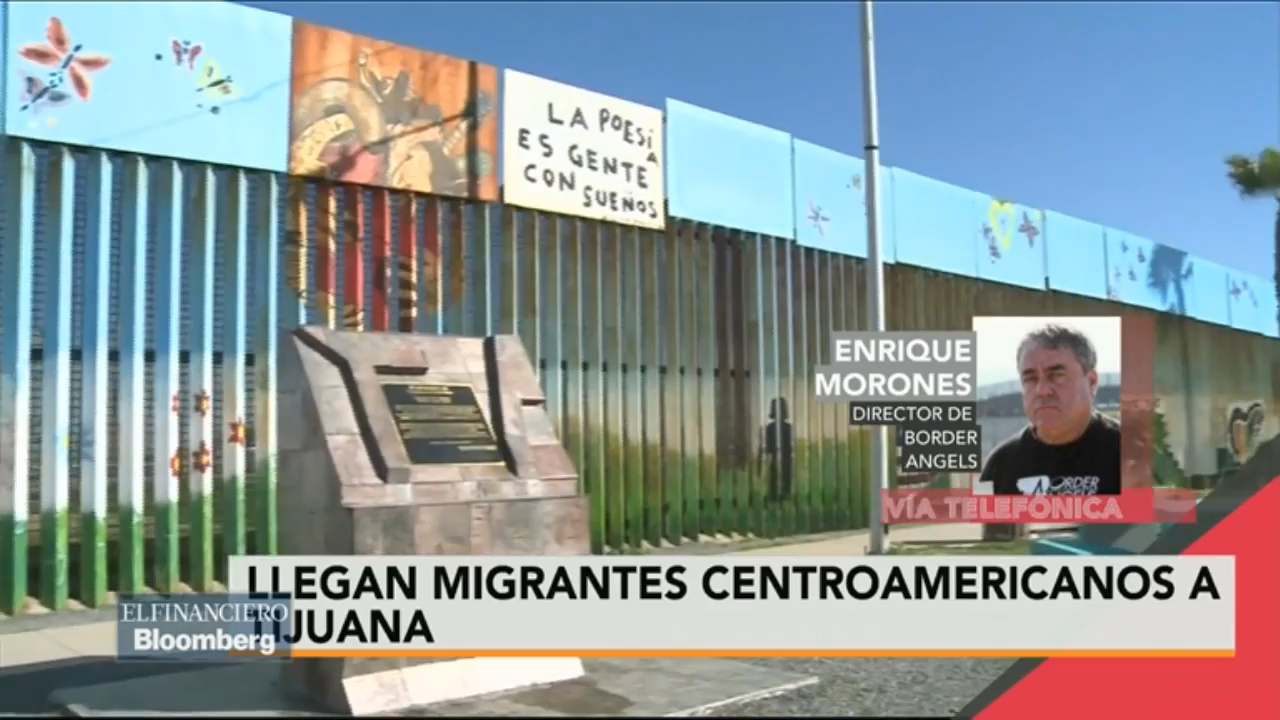 LA POESÍA
ES GENTE
CON SUEÑOS
ENRIQUE
MORONES
DIRECTOR DE
BORDER
ANGELS
VÍA TELEFÓNICA
LLEGAN MIGRANTES CENTROAMERICANOS A
TIJUANA
EL FINANCIERO
Bloomberg